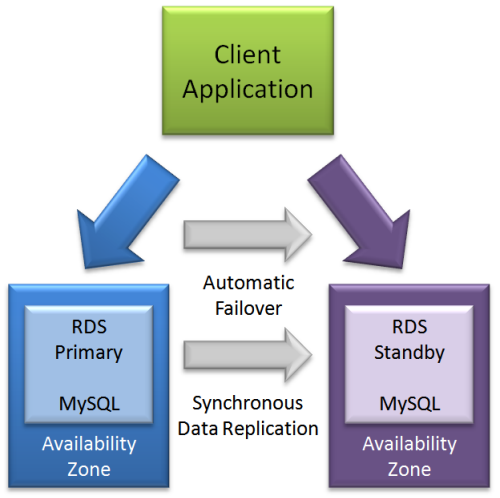 Client
Application
Automatic
Failover
RDS
Primary
MySQL
Availability
Zone
Synchronous
Data Replication
RDS
Standby
MySQL
Availability
Zone